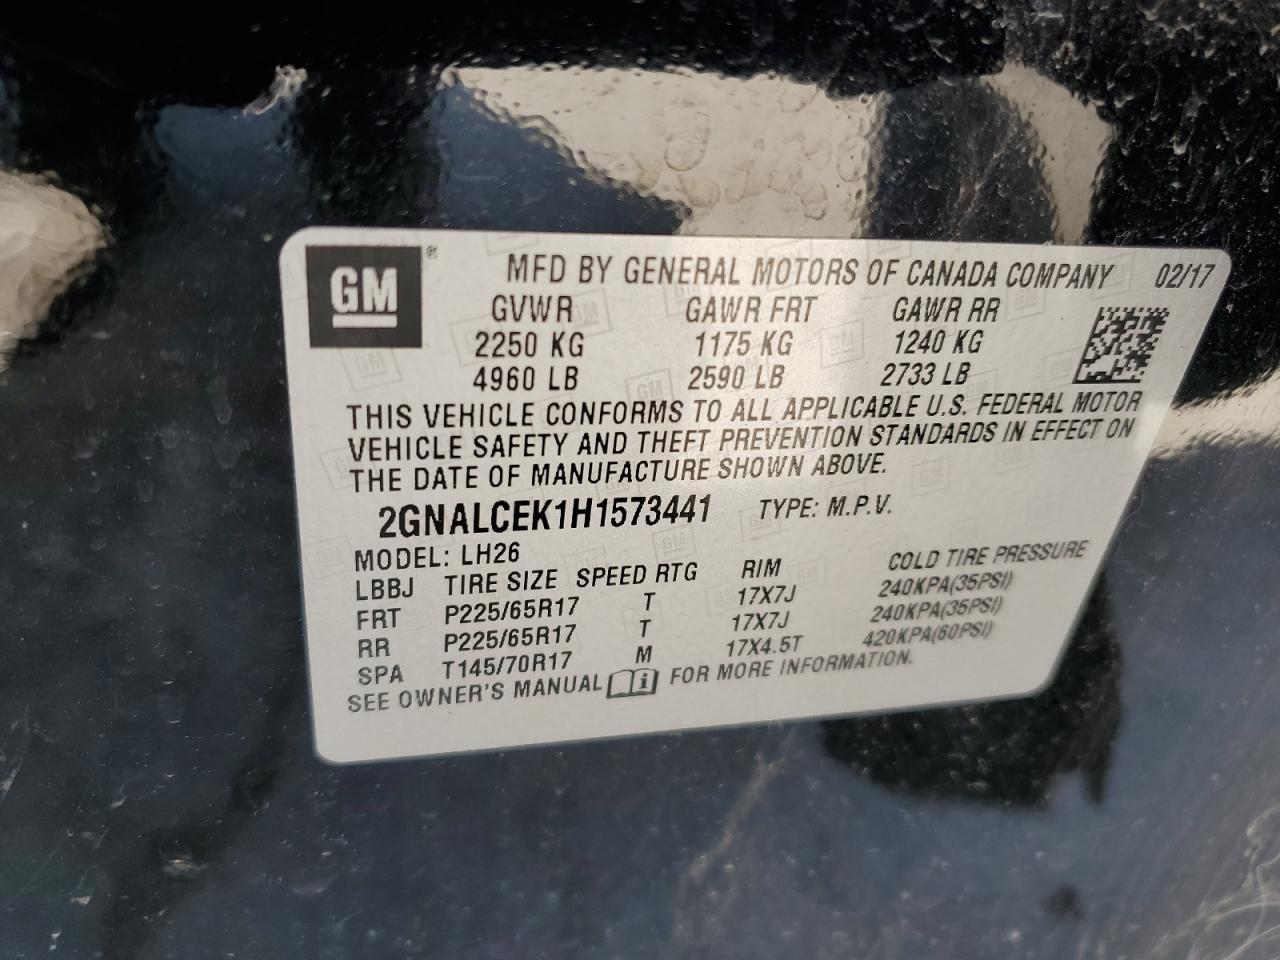 GM ® MFD BY GENERAL MOTORS OF CANADA COMPANY 02/17
GVWR GAWR FRT GAWR RR
2250 KG 1175 KG 1240 KG
4960 LB 2590 LB 2733 LB
THIS VEHICLE CONFORMS TO ALL APPLICABLE U.S. FEDERAL MOTOR
VEHICLE SAFETY AND THEFT PREVENTION STANDARDS IN EFFECT ON
THE DATE OF MANUFACTURE SHOWN ABOVE.
2GNALCEK1H1573441 TYPE: M.P.V.
MODEL: LH26
LBBJ TIRE SIZE SPEED RTG RIM COLD TIRE PRESSURE
FRT P225/65R17 T 17X7J 240KPA(35PSI)
RR P225/65R17 T 17X7J 240KPA(35PSI)
SPA T145/70R17 M 17X4.5T 420KPA(60PSI)
SEE OWNER'S MANUAL i FOR MORE INFORMATION.